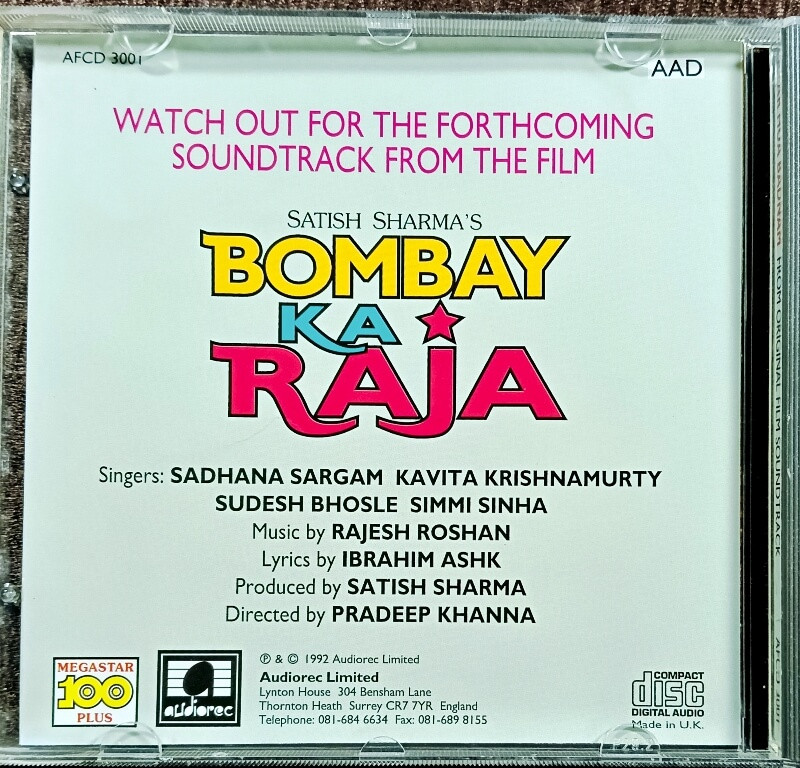 AFCD 3001
AAD
WATCH OUT FOR THE FORTHCOMING
SOUNDTRACK FROM THE FILM
SATISH SHARMA'S
BOMBAY
KA
RAJA
Singers: SADHANA SARGAM KAVITA KRISHNAMURTY
SUDESH BHOSLE SIMMI SINHA
Music by RAJESH ROSHAN
Lyrics by IBRAHIM ASHK
Produced by SATISH SHARMA
Directed by PRADEEP KHANNA
MEGASTAR
100
PLUS
audiorec
℗ & © 1992 Audiorec Limited
Audiorec Limited
Lynton House 304 Bensham Lane
Thornton Heath Surrey CR7 7YR England
Telephone: 081-684 6634 Fax: 081-689 8155
COMPACT
disc
DIGITAL AUDIO
Made in U.K.
FROM ORIGINAL FILM SOUNDTRACK